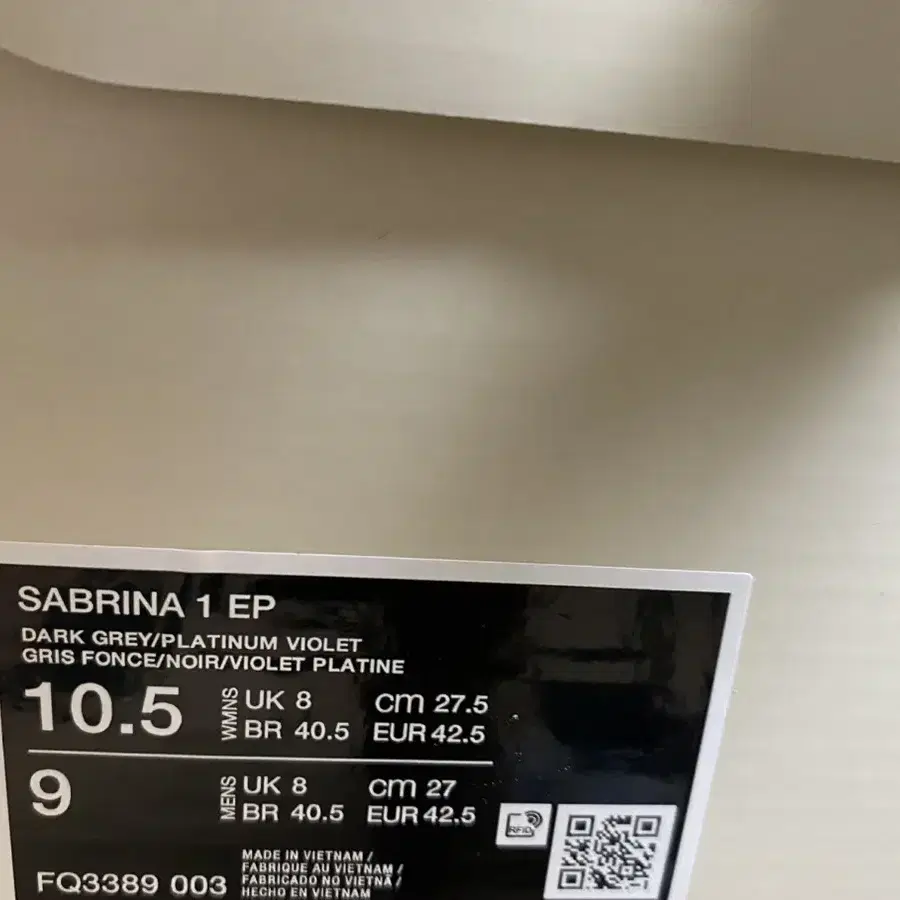 SABRINA 1 EP
DARK GREY/PLATINUM VIOLET
GRIS FONCE/NOIR/VIOLET PLATINE
10.5 WMNS UK 8 cm 27.5
BR 40.5 EUR 42.5
9 MENS UK 8 cm 27
BR 40.5 EUR 42.5
RFID
FQ3389 003
MADE IN VIETNAM /
FABRIQUE AU VIETNAM /
FABRICADO NO VIETNÃ /
HECHO EN VIETNAM